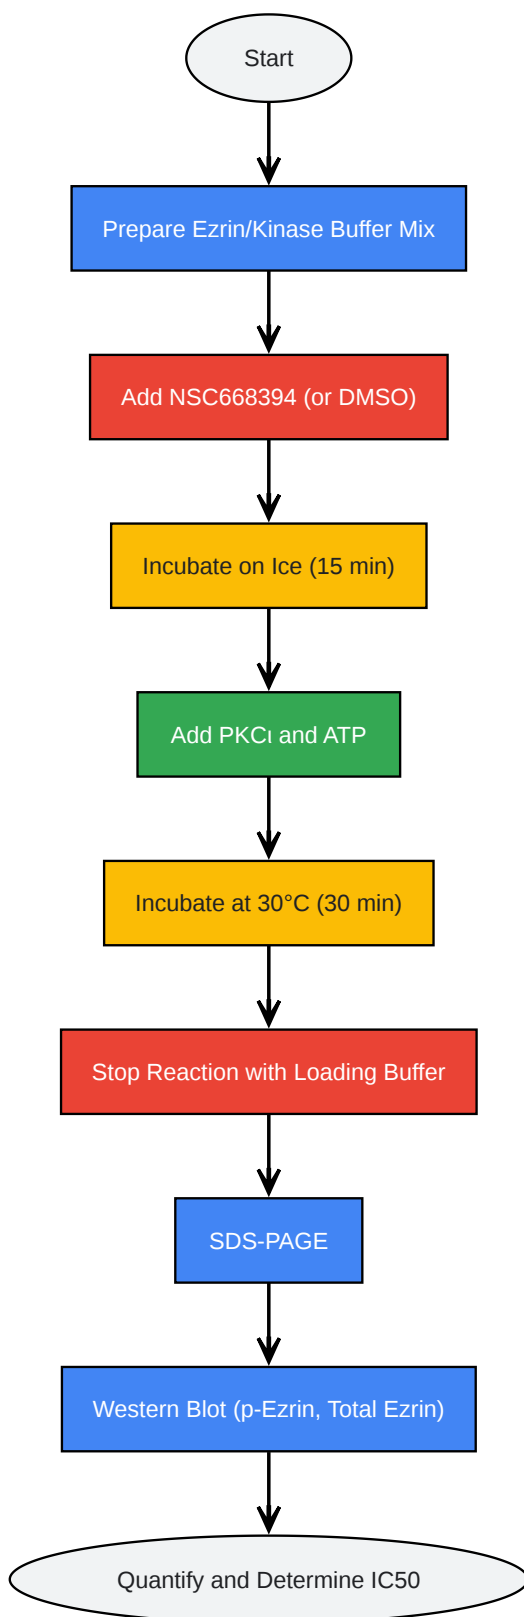 Start
Prepare Ezrin/Kinase Buffer Mix
Add NSC668394 (or DMSO)
Incubate on Ice (15 min)
Add PKCι and ATP
Incubate at 30°C (30 min)
Stop Reaction with Loading Buffer
SDS-PAGE
Western Blot (p-Ezrin, Total Ezrin)
Quantify and Determine IC50